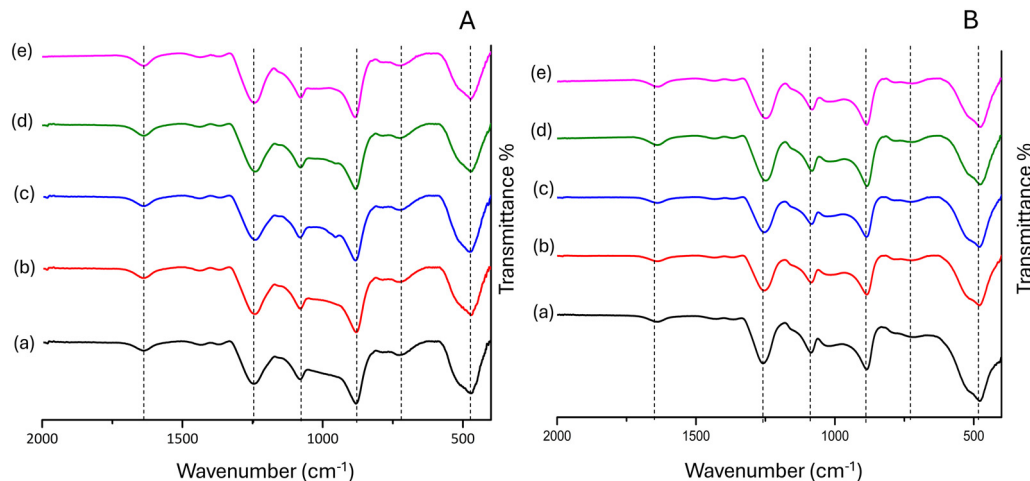 A
(e)
(d)
(c)
(b)
(a)
Transmittance %
2000
1500
1000
500
Wavenumber (cm⁻¹)
B
(e)
(d)
(c)
(b)
(a)
Transmittance %
2000
1500
1000
500
Wavenumber (cm⁻¹)